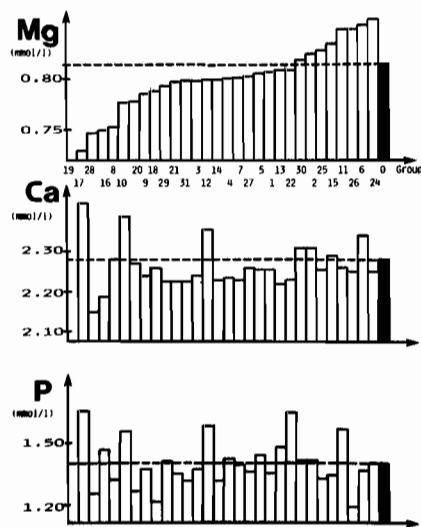 Mg
(mmol/l)
0.80
0.75
19 28 8 20 18 21 3 14 7 5 13 30 25 11 6 0 Group
17 16 10 9 29 31 12 4 27 1 22 2 15 26 24
Ca
(mmol/l)
2.30
2.20
2.10
P
(mmol/l)
1.50
1.20